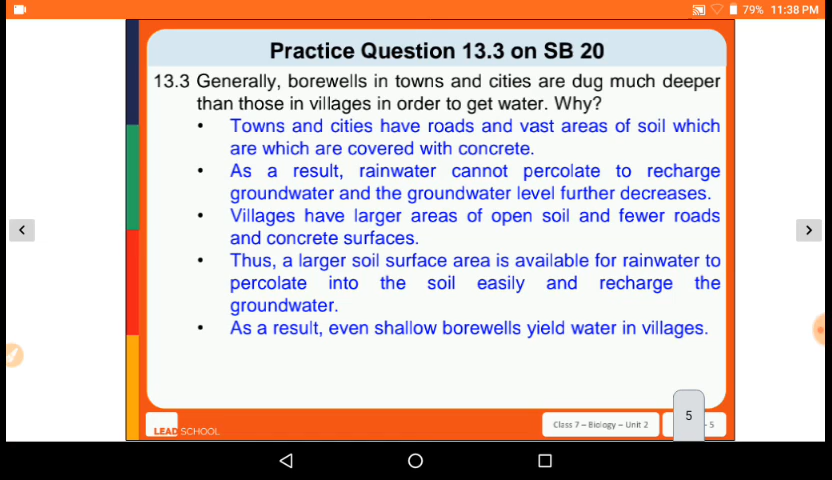 79% 11:38 PM
Practice Question 13.3 on SB 20
13.3 Generally, borewells in towns and cities are dug much deeper
than those in villages in order to get water. Why?
• Towns and cities have roads and vast areas of soil which
are which are covered with concrete.
• As a result, rainwater cannot percolate to recharge
groundwater and the groundwater level further decreases.
• Villages have larger areas of open soil and fewer roads
and concrete surfaces.
• Thus, a larger soil surface area is available for rainwater to
percolate into the soil easily and recharge the
groundwater.
• As a result, even shallow borewells yield water in villages.
LEAD SCHOOL
Class 7 – Biology – Unit 2
5
- 5